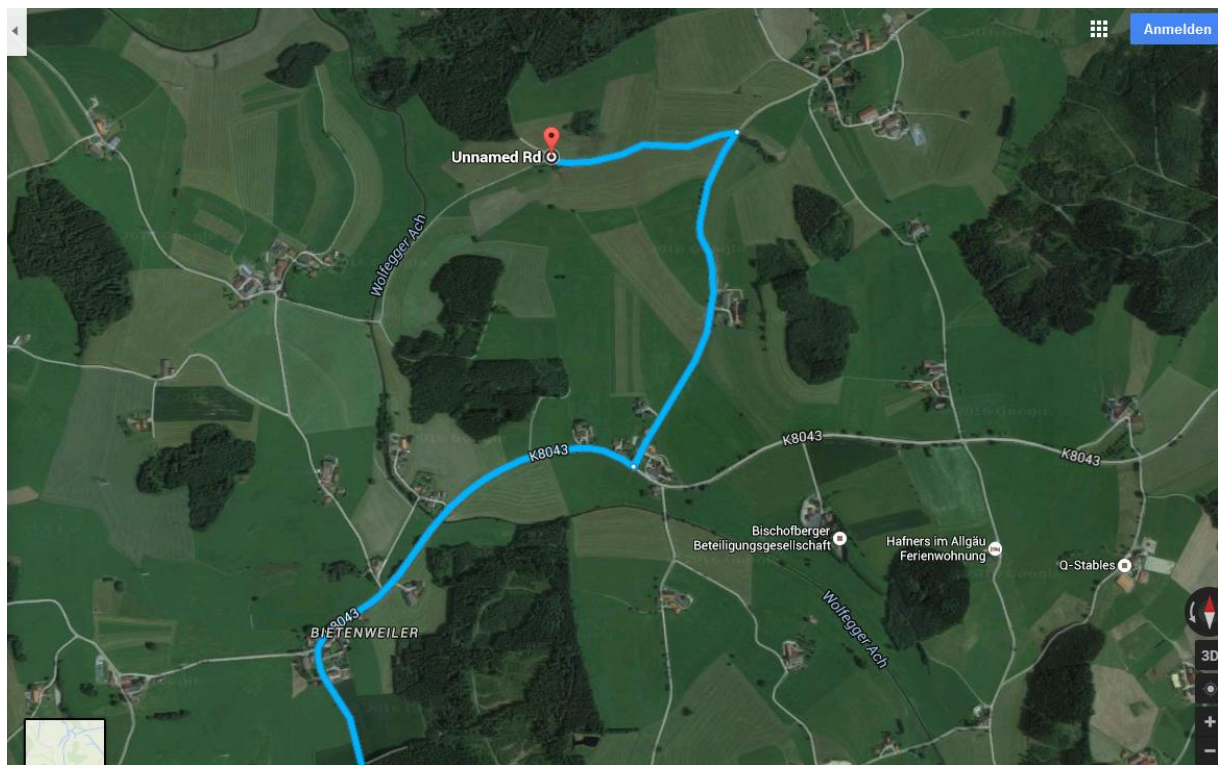 Anmelden
Unnamed Rd
Wolfegger Ach
K8043
K8043
K8043
Bischofberger
Beteiligungsgesellschaft
Hafners im Allgäu
Ferienwohnung
Q-Stables
Wolfegger Ach
8043
BIETENWEILER
3D